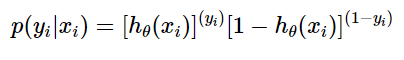 p(y_i|x_i) = [h_θ(x_i)]^{(y_i)}[1 − h_θ(x_i)]^{(1−y_i)}